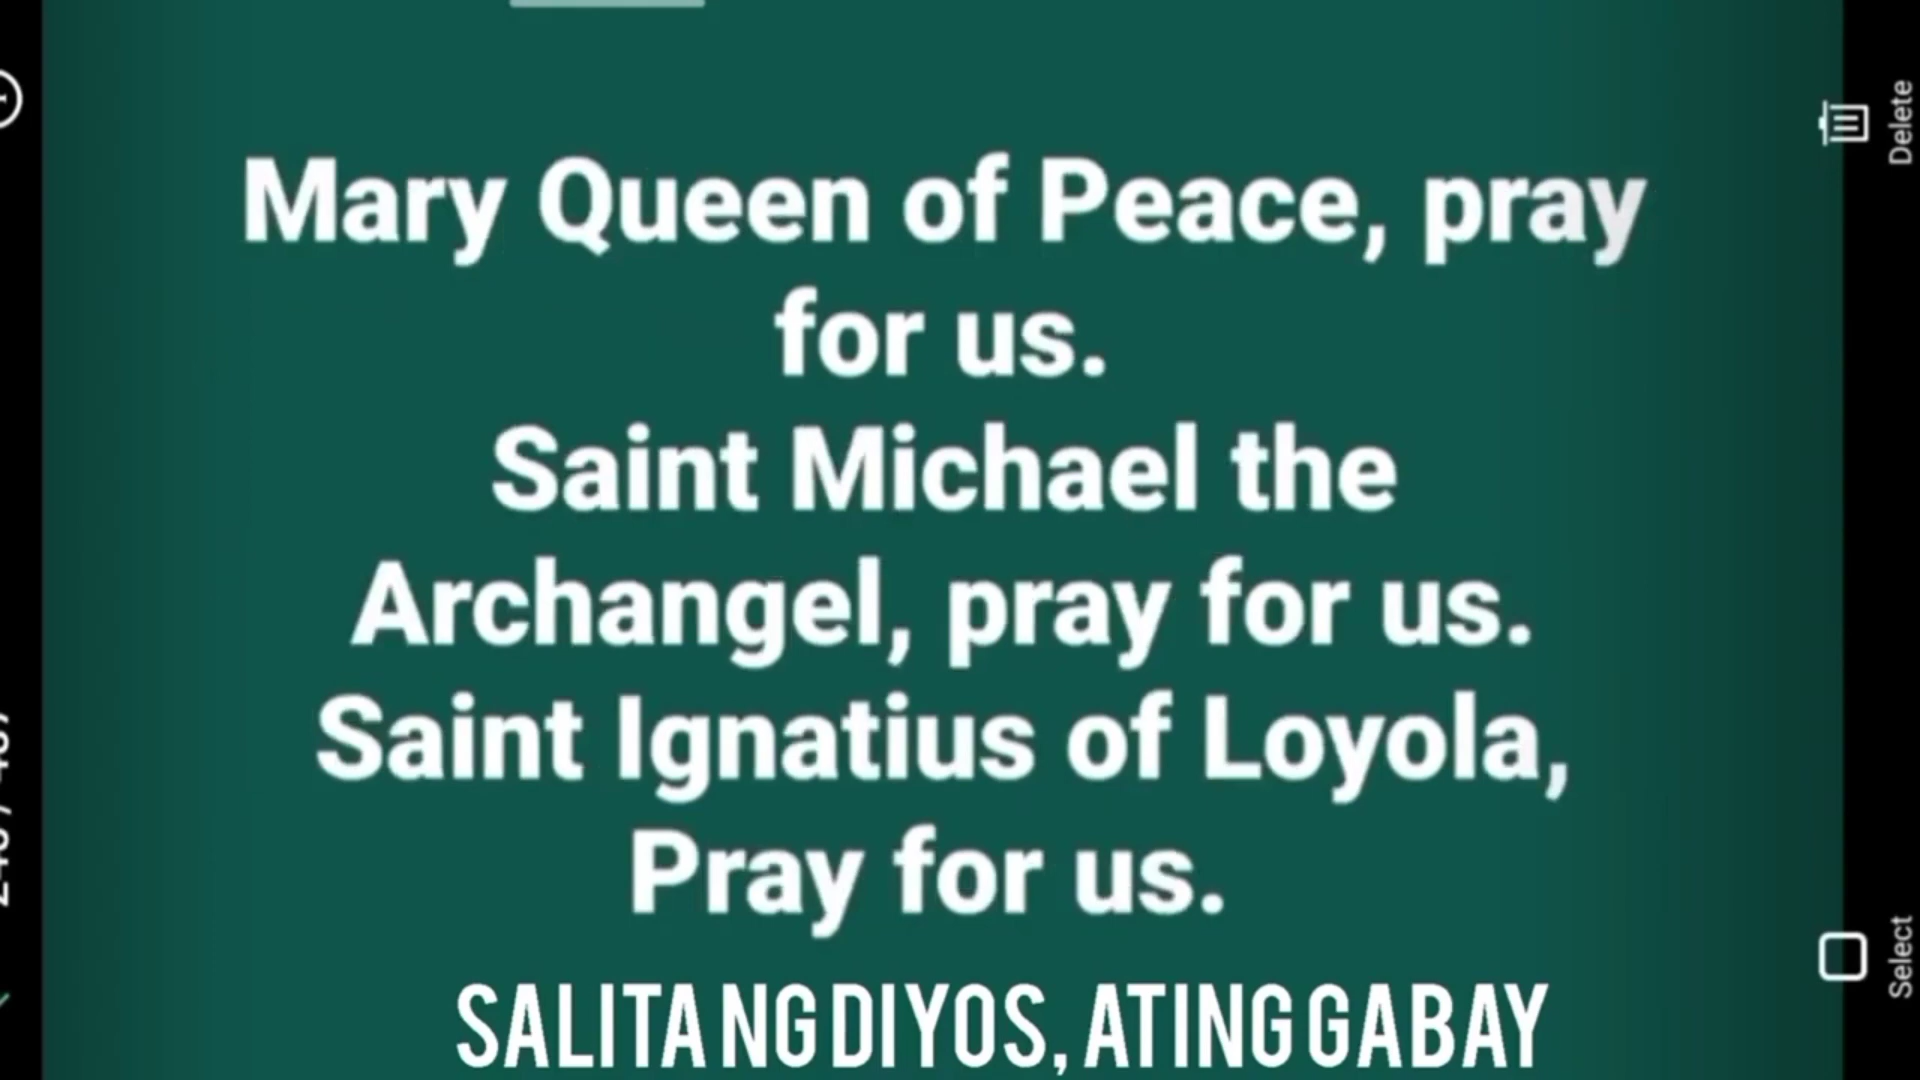 Mary Queen of Peace, pray
for us.
Saint Michael the
Archangel, pray for us.
Saint Ignatius of Loyola,
Pray for us.
SALITA NG DIYOS, ATING GABAY
Delete
Select